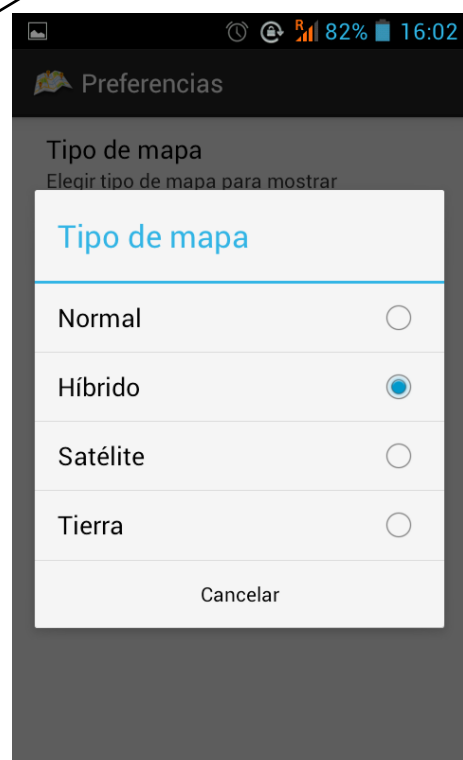 R 82% 16:02
Preferencias
Tipo de mapa
Elegir tipo de mapa para mostrar
Tipo de mapa
Normal
Híbrido
Satélite
Tierra
Cancelar